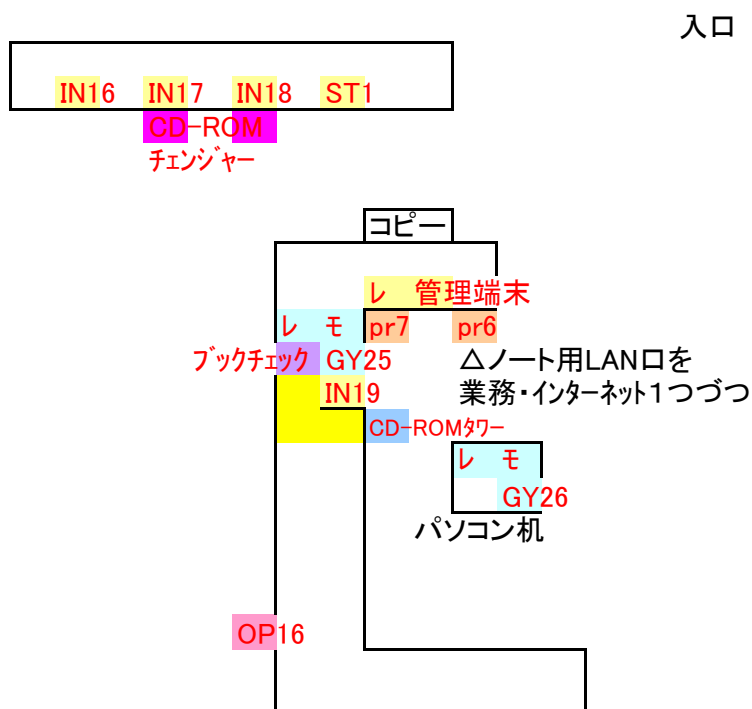 入口
IN16 IN17 IN18 ST1
CD-ROM
チェンジャー
コピー
レ 管理端末
レ モ pr7 pr6
ブックチェック GY25 △ノート用LAN口を
IN19 業務・インターネット1つづつ
CD-ROMタワー
レ モ
GY26
パソコン机
OP16